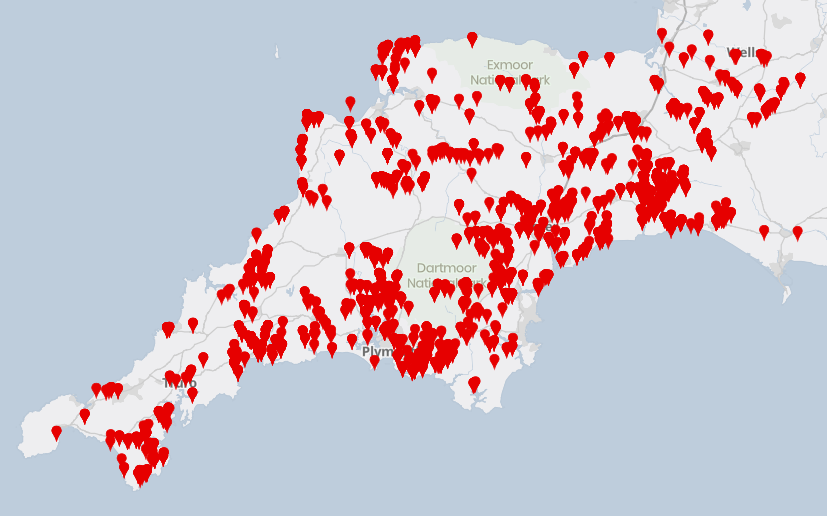 Wells
Exmoor
National Park
Dartmoor
National Park
Plym
Truro